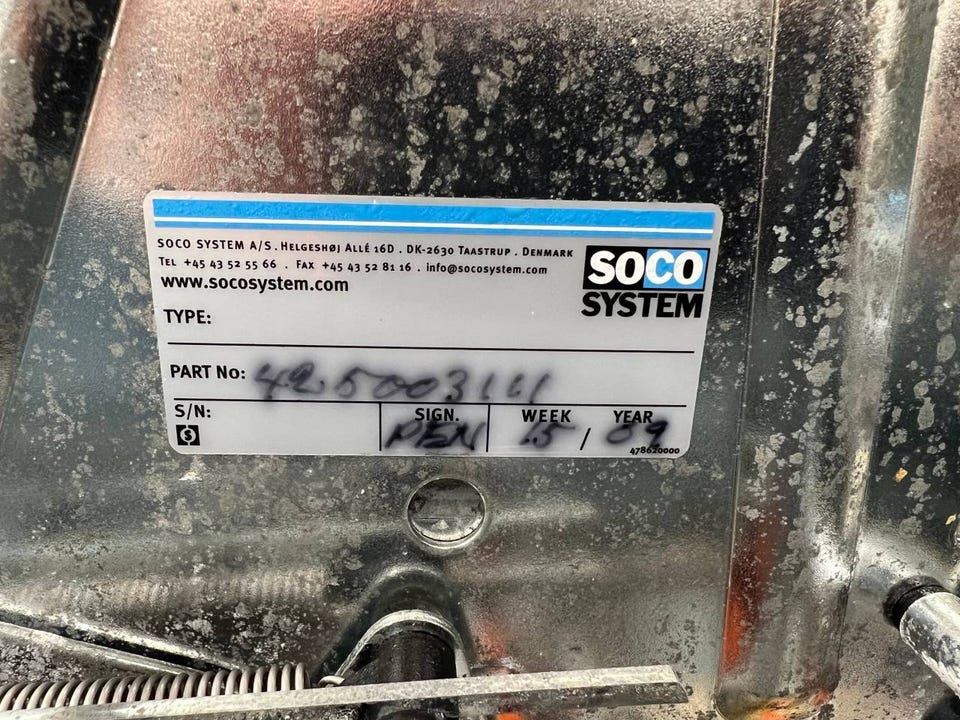 SOCO SYSTEM A/S . HELGESHØJ ALLÉ 16D . DK-2630 TAASTRUP . DENMARK
TEL +45 43 52 55 66 . FAX +45 43 52 81 16 . info@socosystem.com
www.socosystem.com
SOCO
SYSTEM
TYPE:
PART No: 425003111
S/N: SIGN. WEEK YEAR
PEN 15 / 09
478620000